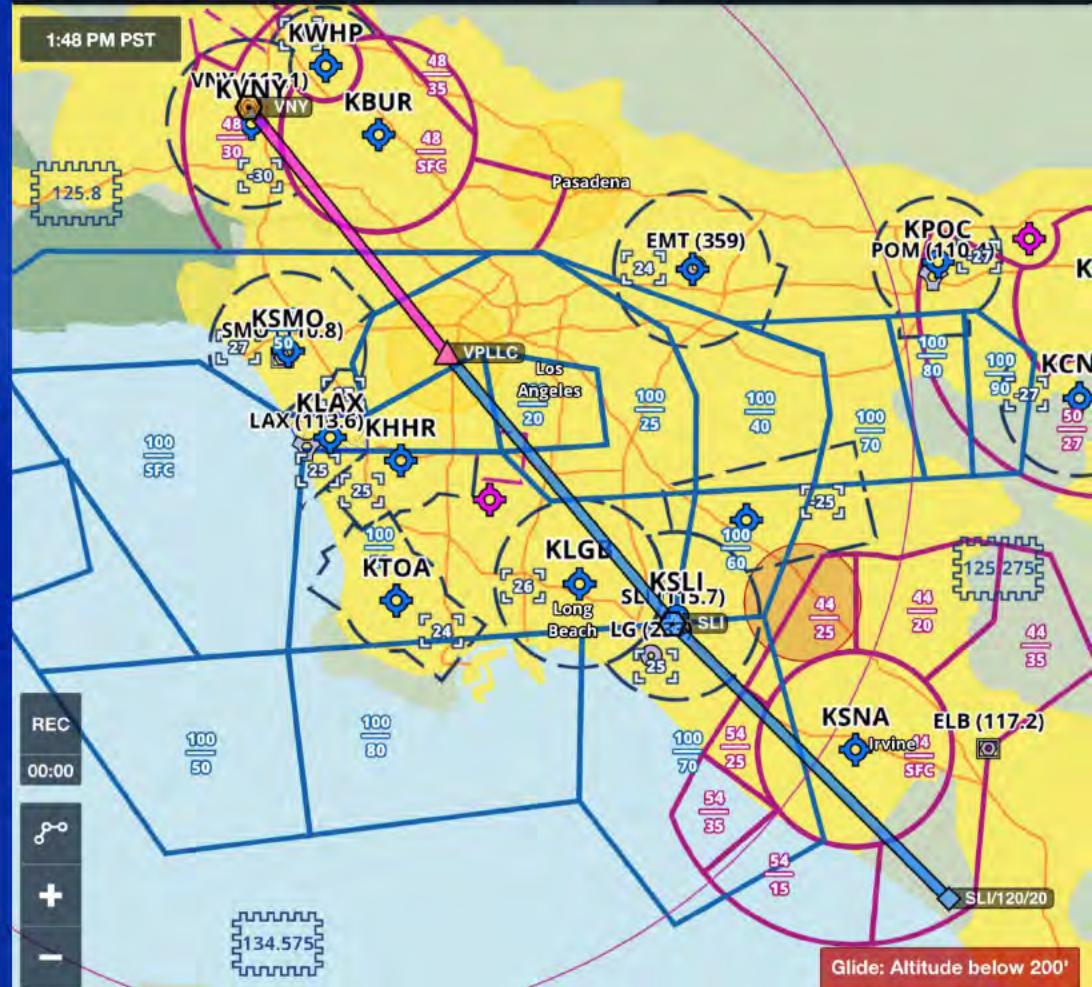 1:48 PM PST
KWHP
48
35
KVNY
VNY
KBUR
48
30
48
SFC
-30
125.8
Pasadena
EMT (359)
24
KPOC
POM (110.4)
-27
KSMO
27
50
VPLLC
Los
Angeles
20
100
25
100
40
100
70
100
80
100
90
-27
50
27
KLAX
LAX (113.6)
KHHR
25
25
100
SFC
-25
100
KTOA
24
KLGB
26
Long
Beach
100
60
KSLI
SLI
25
125.275
44
25
44
20
44
35
REC
00:00
100
50
100
80
100
70
54
25
KSNA
Irvine
SFC
ELB (117.2)
54
35
54
15
SLI/120/20
134.575
Glide: Altitude below 200'